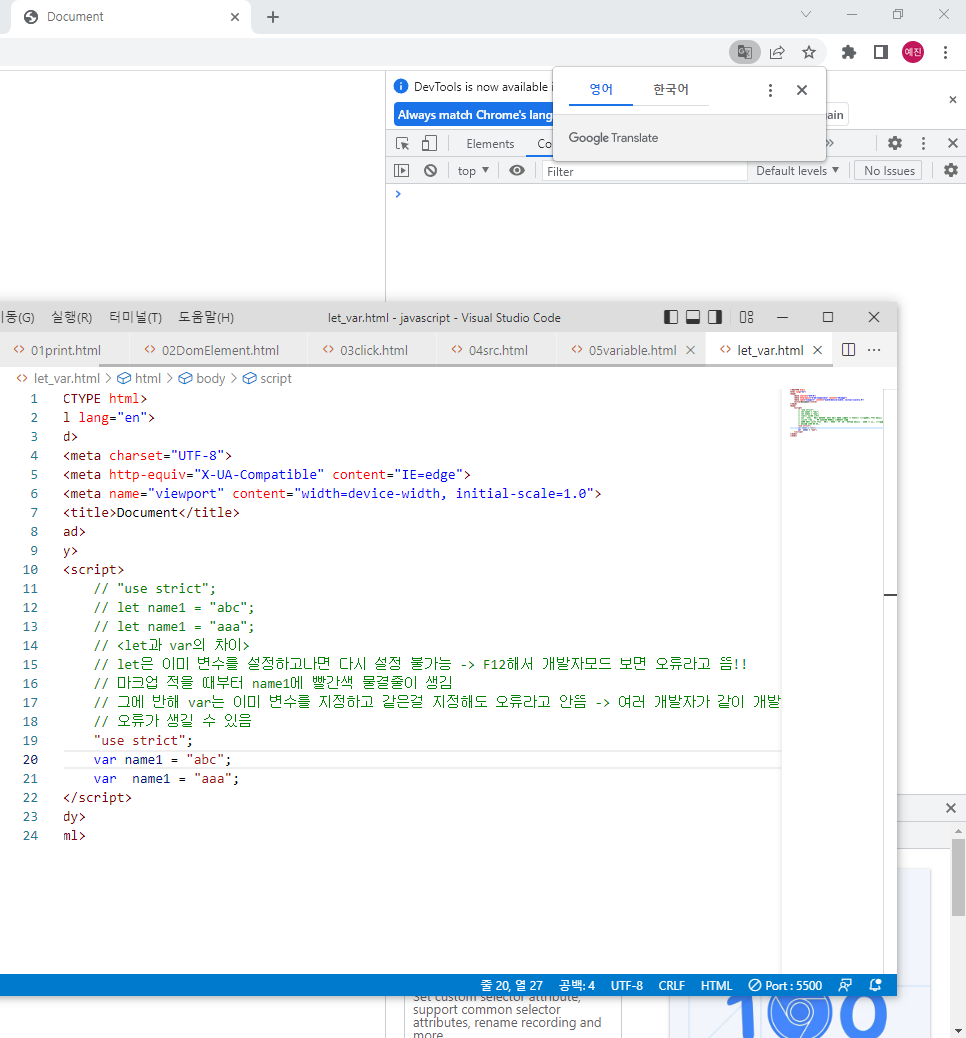 Document
예진
DevTools is now available i
영어 한국어
Always match Chrome's lang
ain
Google Translate
Elements Co
top Filter Default levels No Issues
이동(G) 실행(R) 터미널(T) 도움말(H) let_var.html - javascript - Visual Studio Code
01print.html 02DomElement.html 03click.html 04src.html 05variable.html let_var.html
let_var.html > html > body > script
1 CTYPE html>
2 l lang="en">
3 d>
4 <meta charset="UTF-8">
5 <meta http-equiv="X-UA-Compatible" content="IE=edge">
6 <meta name="viewport" content="width=device-width, initial-scale=1.0">
7 <title>Document</title>
8 ad>
9 y>
10 <script>
11 // "use strict";
12 // let name1 = "abc";
13 // let name1 = "aaa";
14 // <let과 var의 차이>
15 // let은 이미 변수를 설정하고나면 다시 설정 불가능 -> F12해서 개발자모드 보면 오류라고 뜸!!
16 // 마크업 적을 때부터 name1에 빨간색 물결줄이 생김
17 // 그에 반해 var는 이미 변수를 지정하고 같은걸 지정해도 오류라고 안뜸 -> 여러 개발자가 같이 개발
18 // 오류가 생길 수 있음
19 "use strict";
20 var name1 = "abc";
21 var  name1 = "aaa";
22 </script>
23 dy>
24 ml>
줄 20, 열 27 공백: 4 UTF-8 CRLF HTML Port : 5500
Set custom selector attribute,
support common selector
attributes, rename recording and
more
100